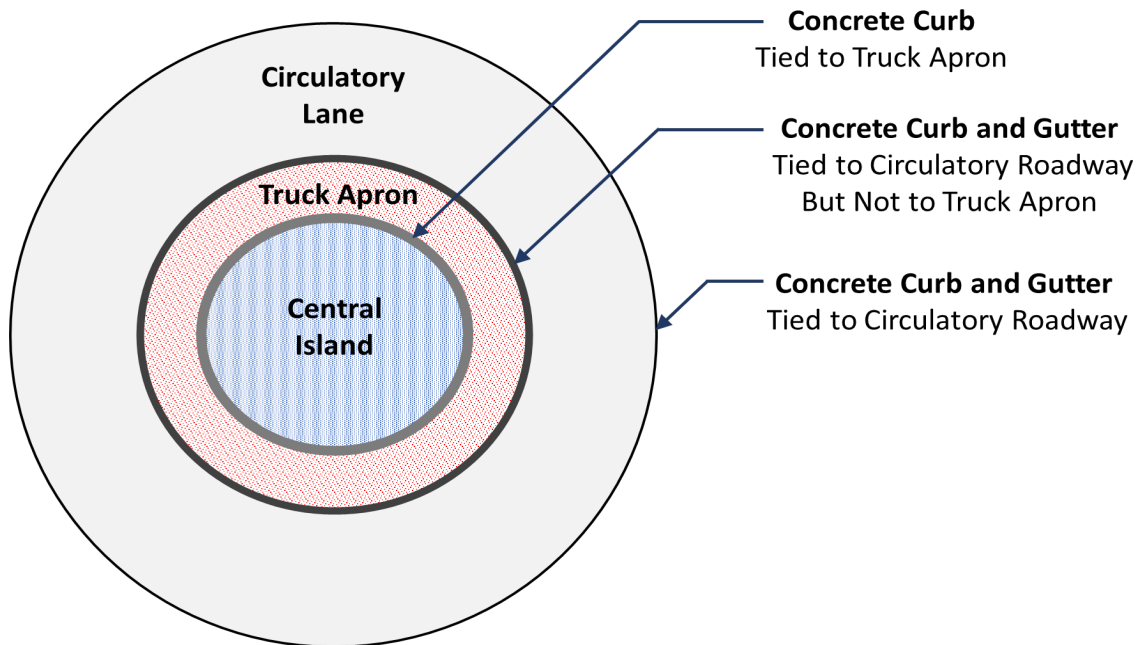 Circulatory
Lane
Truck Apron
Central
Island
Concrete Curb
Tied to Truck Apron
Concrete Curb and Gutter
Tied to Circulatory Roadway
But Not to Truck Apron
Concrete Curb and Gutter
Tied to Circulatory Roadway